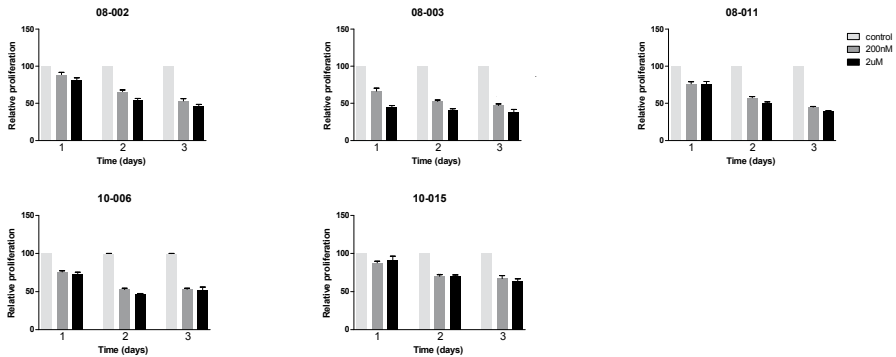 08-002
150
100
50
0
Relative proliferation
1 2 3
Time (days)
08-003
150
100
50
0
Relative proliferation
1 2 3
Time (days)
08-011
150
100
50
0
Relative proliferation
1 2 3
Time (days)
control
200nM
2uM
10-006
150
100
50
0
Relative proliferation
1 2 3
Time (days)
10-015
150
100
50
0
Relative proliferation
1 2 3
Time (days)